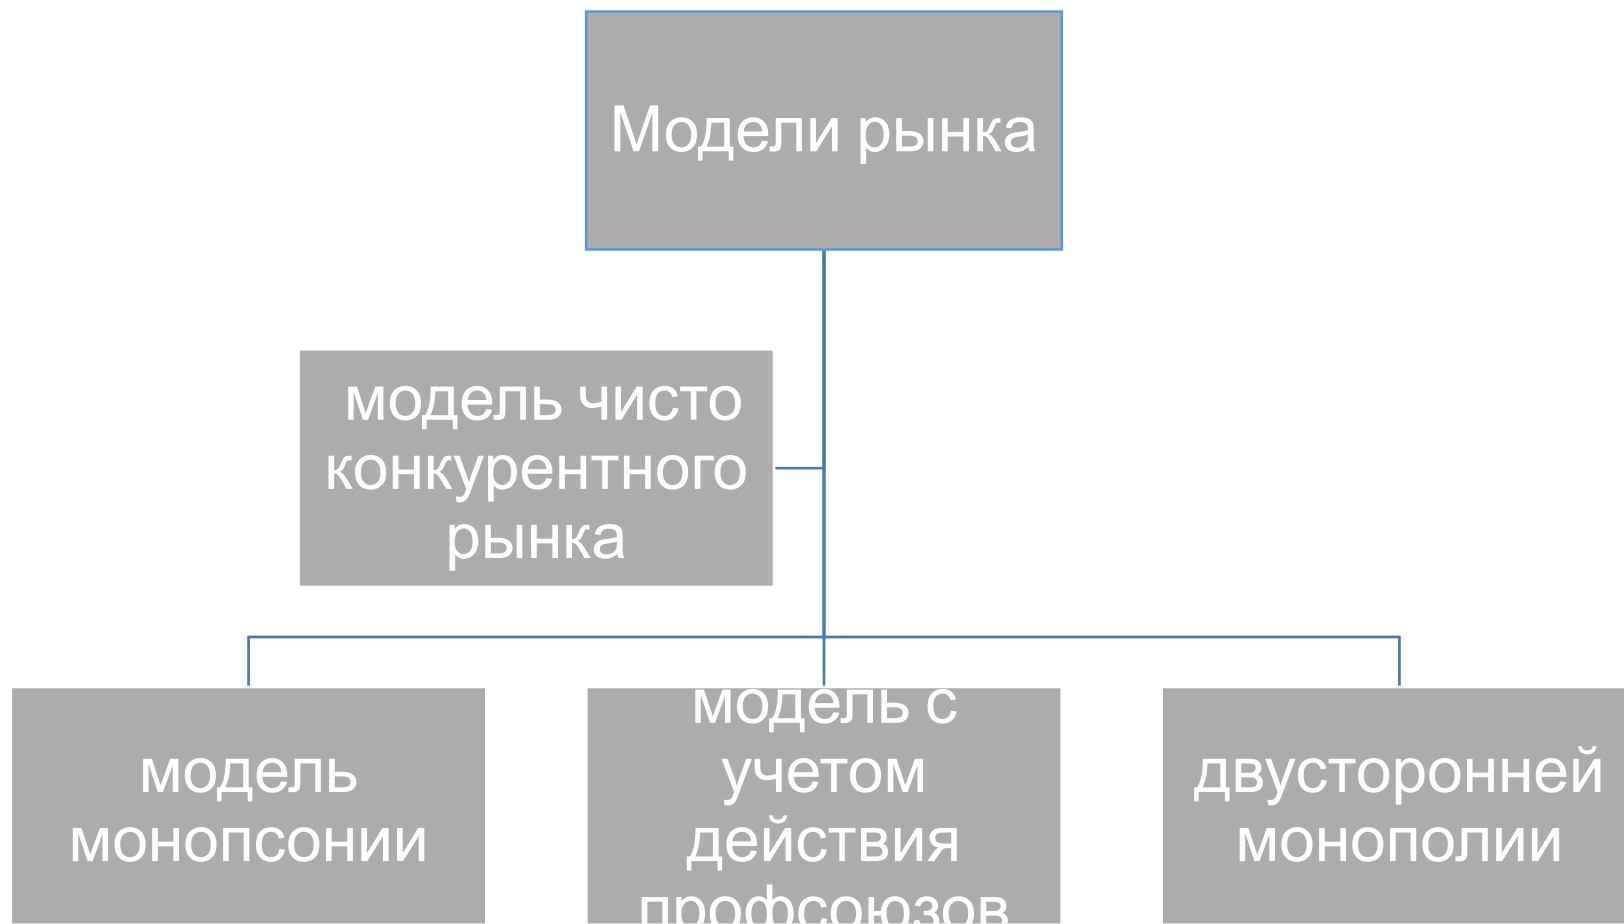 Модели рынка
модель чисто
конкурентного
рынка
модель
монопсонии
модель с
учетом
действия
профсоюзов
двусторонней
монополии